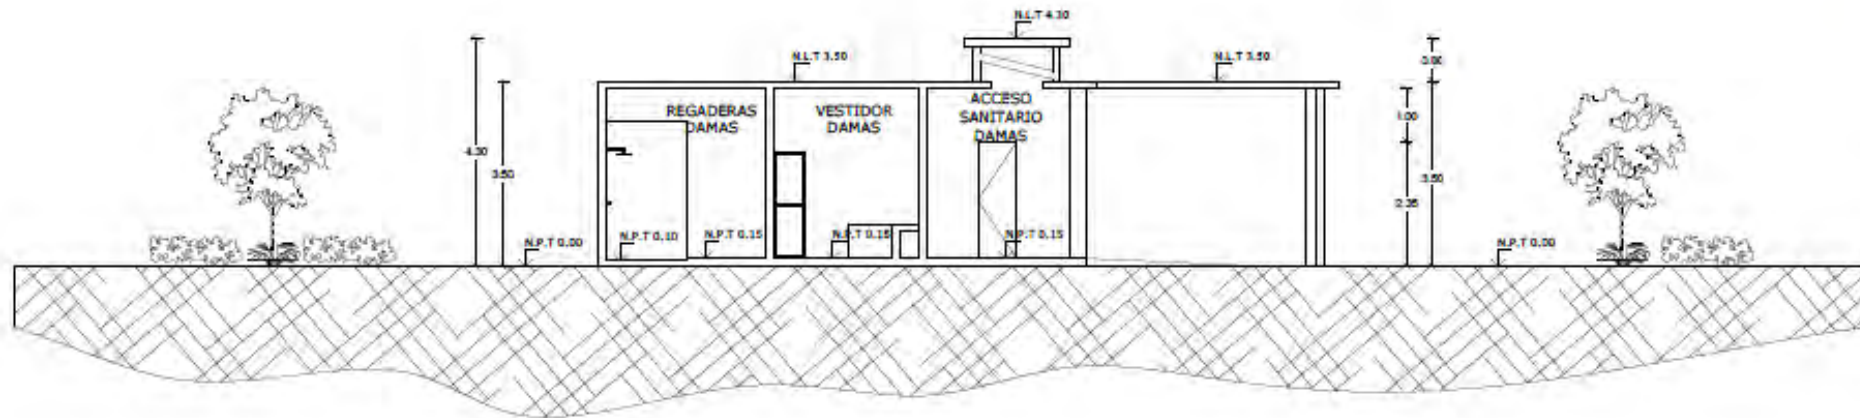 N.L.T 4.30
N.L.T 3.50
N.L.T 3.50
REGADERAS
DAMAS
VESTIDOR
DAMAS
ACCESO
SANITARIO
DAMAS
4.30
3.50
1.00
3.50
2.35
N.P.T 0.00
N.P.T 0.10
N.P.T 0.15
N.P.T 0.15
N.P.T 0.15
N.P.T 0.00